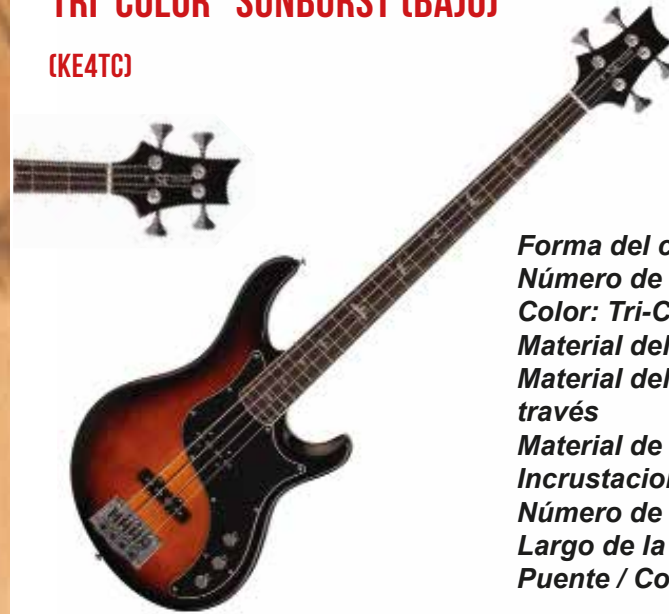 TRI-COLOR SUNBURST (BAJO)
(KE4TC)
SE
Forma del
Número de
Color: Tri-C
Material del
Material del
través
Material de
Incrustacion
Número de
Largo de la
Puente / Co